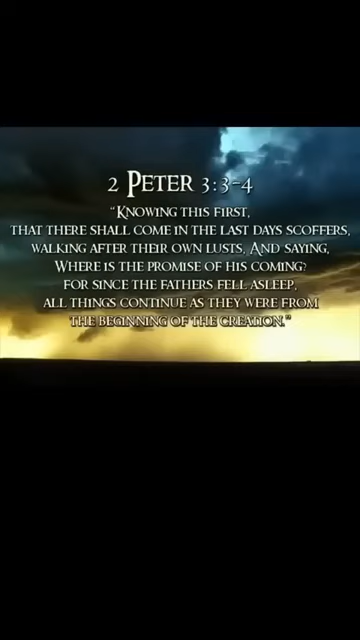 2 Peter 3:3-4
"Knowing this first,
that there shall come in the last days scoffers,
walking after their own lusts, And saying,
Where is the promise of his coming?
for since the fathers fell asleep,
all things continue as they were from
the beginning of the creation."